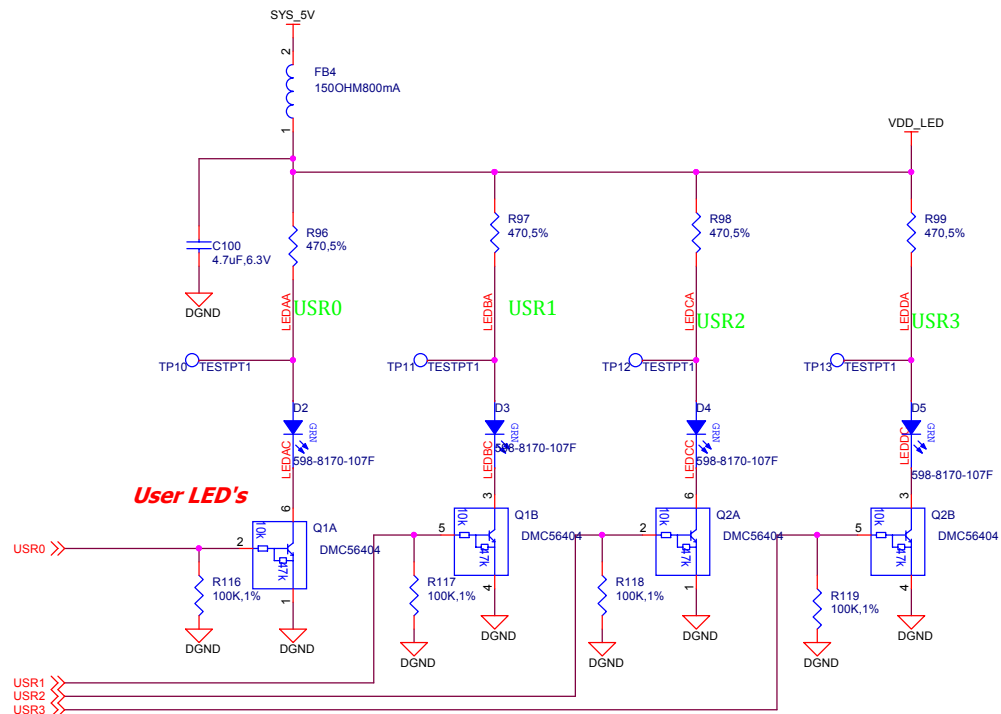 SYS_5V
2
FB4
150OHM800mA
1
VDD_LED
R96
470,5%
R97
470,5%
R98
470,5%
R99
470,5%
C100
4.7uF,6.3V
DGND
LEDAA
USR0
LEDBA
USR1
LEDCA
USR2
LEDDA
USR3
TP10
TESTPT1
TP11
TESTPT1
TP12
TESTPT1
TP13
TESTPT1
D2
GRN
LEDAC
598-8170-107F
D3
GRN
LEDBC
598-8170-107F
D4
GRN
LEDCC
598-8170-107F
D5
GRN
LEDDC
598-8170-107F
User LED's
USR0
2
6
10k
47k
Q1A
DMC56404
1
R116
100K,1%
DGND
DGND
5
3
10k
47k
Q1B
DMC56404
4
R117
100K,1%
DGND
DGND
2
6
10k
47k
Q2A
DMC56404
1
R118
100K,1%
DGND
DGND
5
3
10k
47k
Q2B
DMC56404
4
R119
100K,1%
DGND
DGND
USR1
USR2
USR3